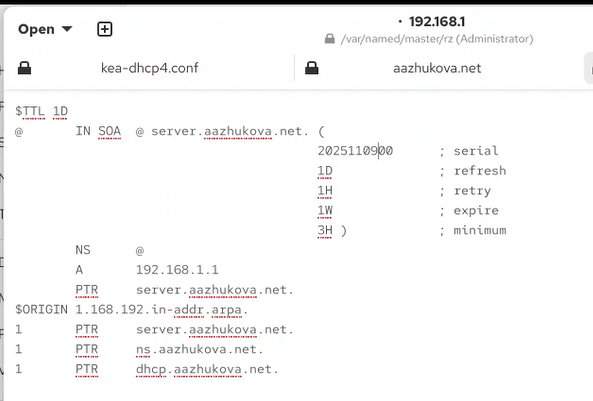 Open
• 192.168.1
/var/named/master/rz (Administrator)
kea-dhcp4.conf
aazhukova.net
$TTL 1D
@ IN SOA @ server.aazhukova.net. (
2025110900 ; serial
1D ; refresh
1H ; retry
1W ; expire
3H ) ; minimum
NS @
A 192.168.1.1
PTR server.aazhukova.net.
$ORIGIN 1.168.192.in-addr.arpa.
1 PTR server.aazhukova.net.
1 PTR ns.aazhukova.net.
1 PTR dhcp.aazhukova.net.